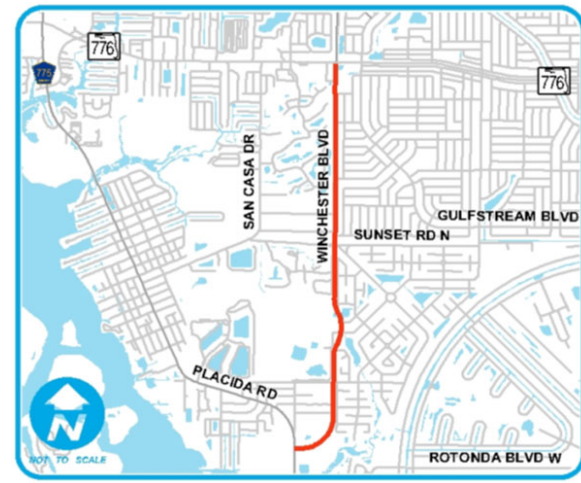 776
775
776
SAN CASA DR
WINCHESTER BLVD
GULFSTREAM BLVD
SUNSET RD N
PLACIDA RD
N
NOT TO SCALE
ROTONDA BLVD W